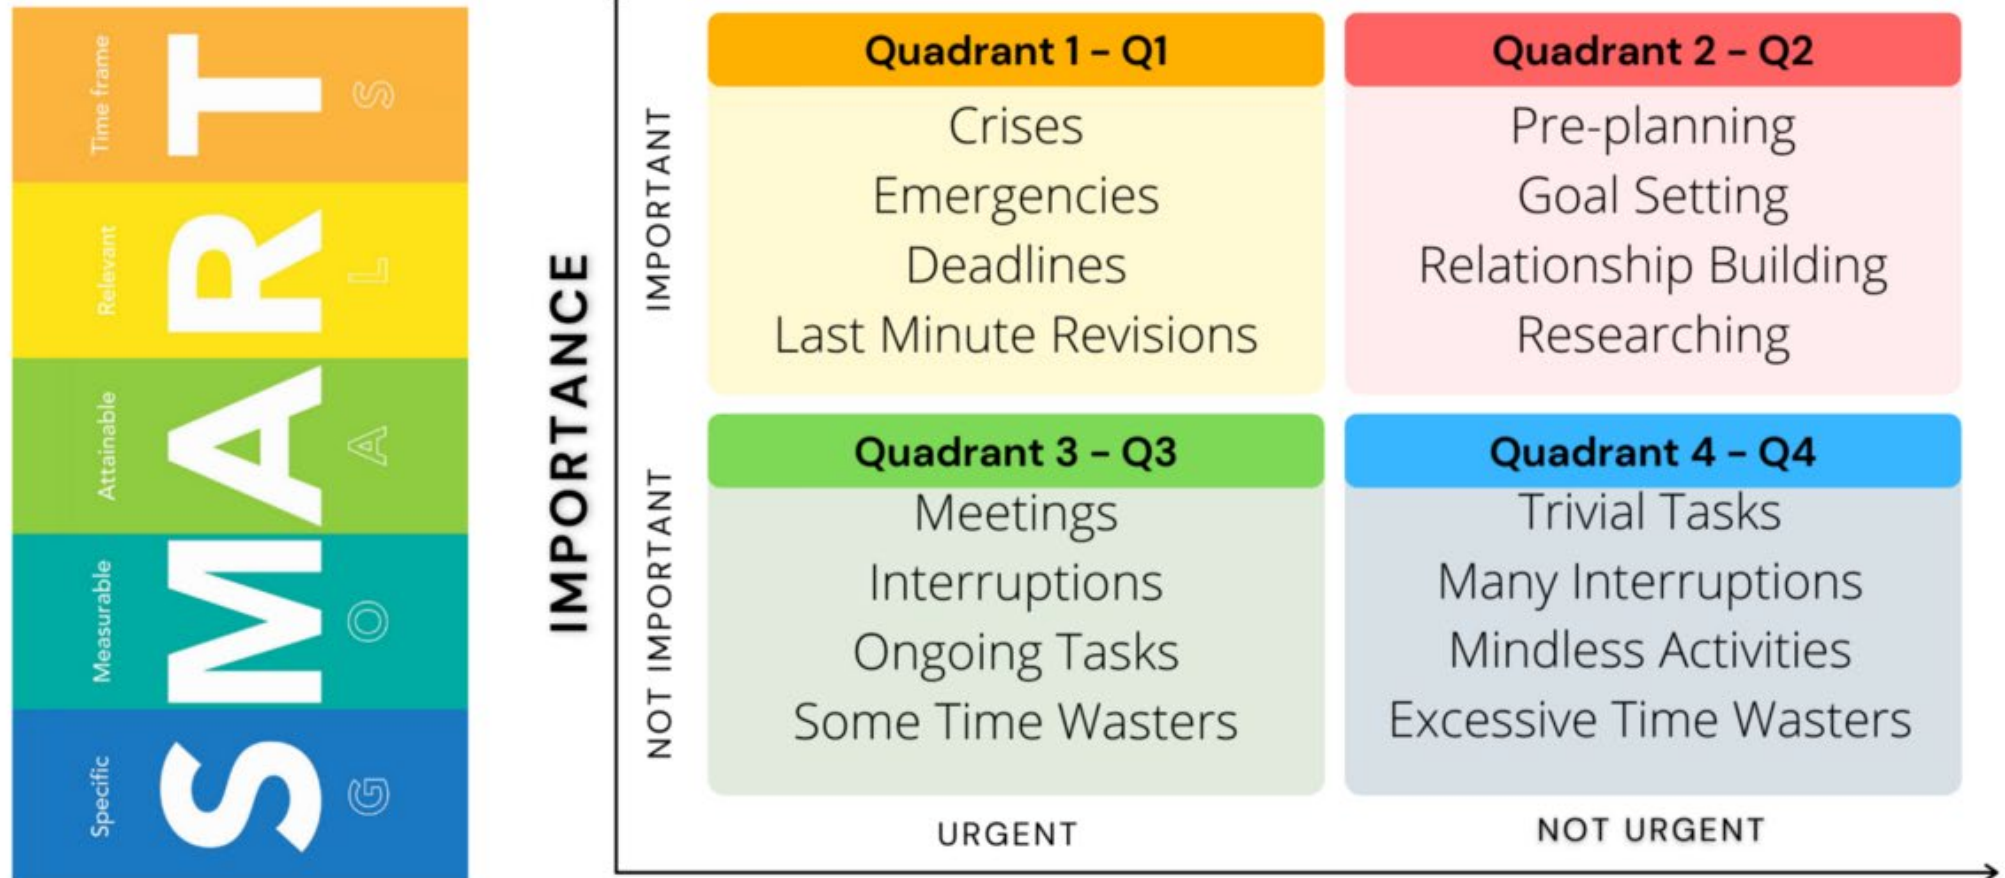 Specific
Measurable
Attainable
Relevant
Time frame
SMART
GOALS
IMPORTANCE
IMPORTANT
NOT IMPORTANT
Quadrant 1 - Q1
Crises
Emergencies
Deadlines
Last Minute Revisions
Quadrant 2 - Q2
Pre-planning
Goal Setting
Relationship Building
Researching
Quadrant 3 - Q3
Meetings
Interruptions
Ongoing Tasks
Some Time Wasters
Quadrant 4 - Q4
Trivial Tasks
Many Interruptions
Mindless Activities
Excessive Time Wasters
URGENT
NOT URGENT